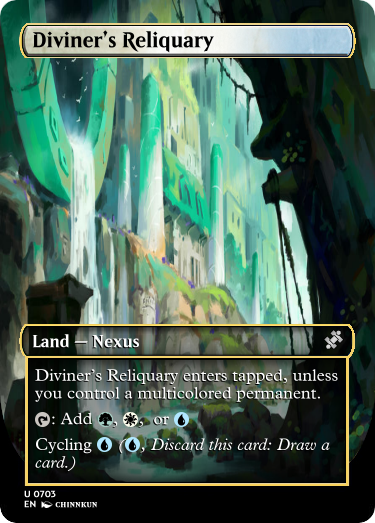 Diviner's Reliquary
Land — Nexus
Diviner's Reliquary enters tapped, unless
you control a multicolored permanent.
: Add , , or
Cycling (, Discard this card: Draw a
card.)
U 0703
EN CHINNKUN